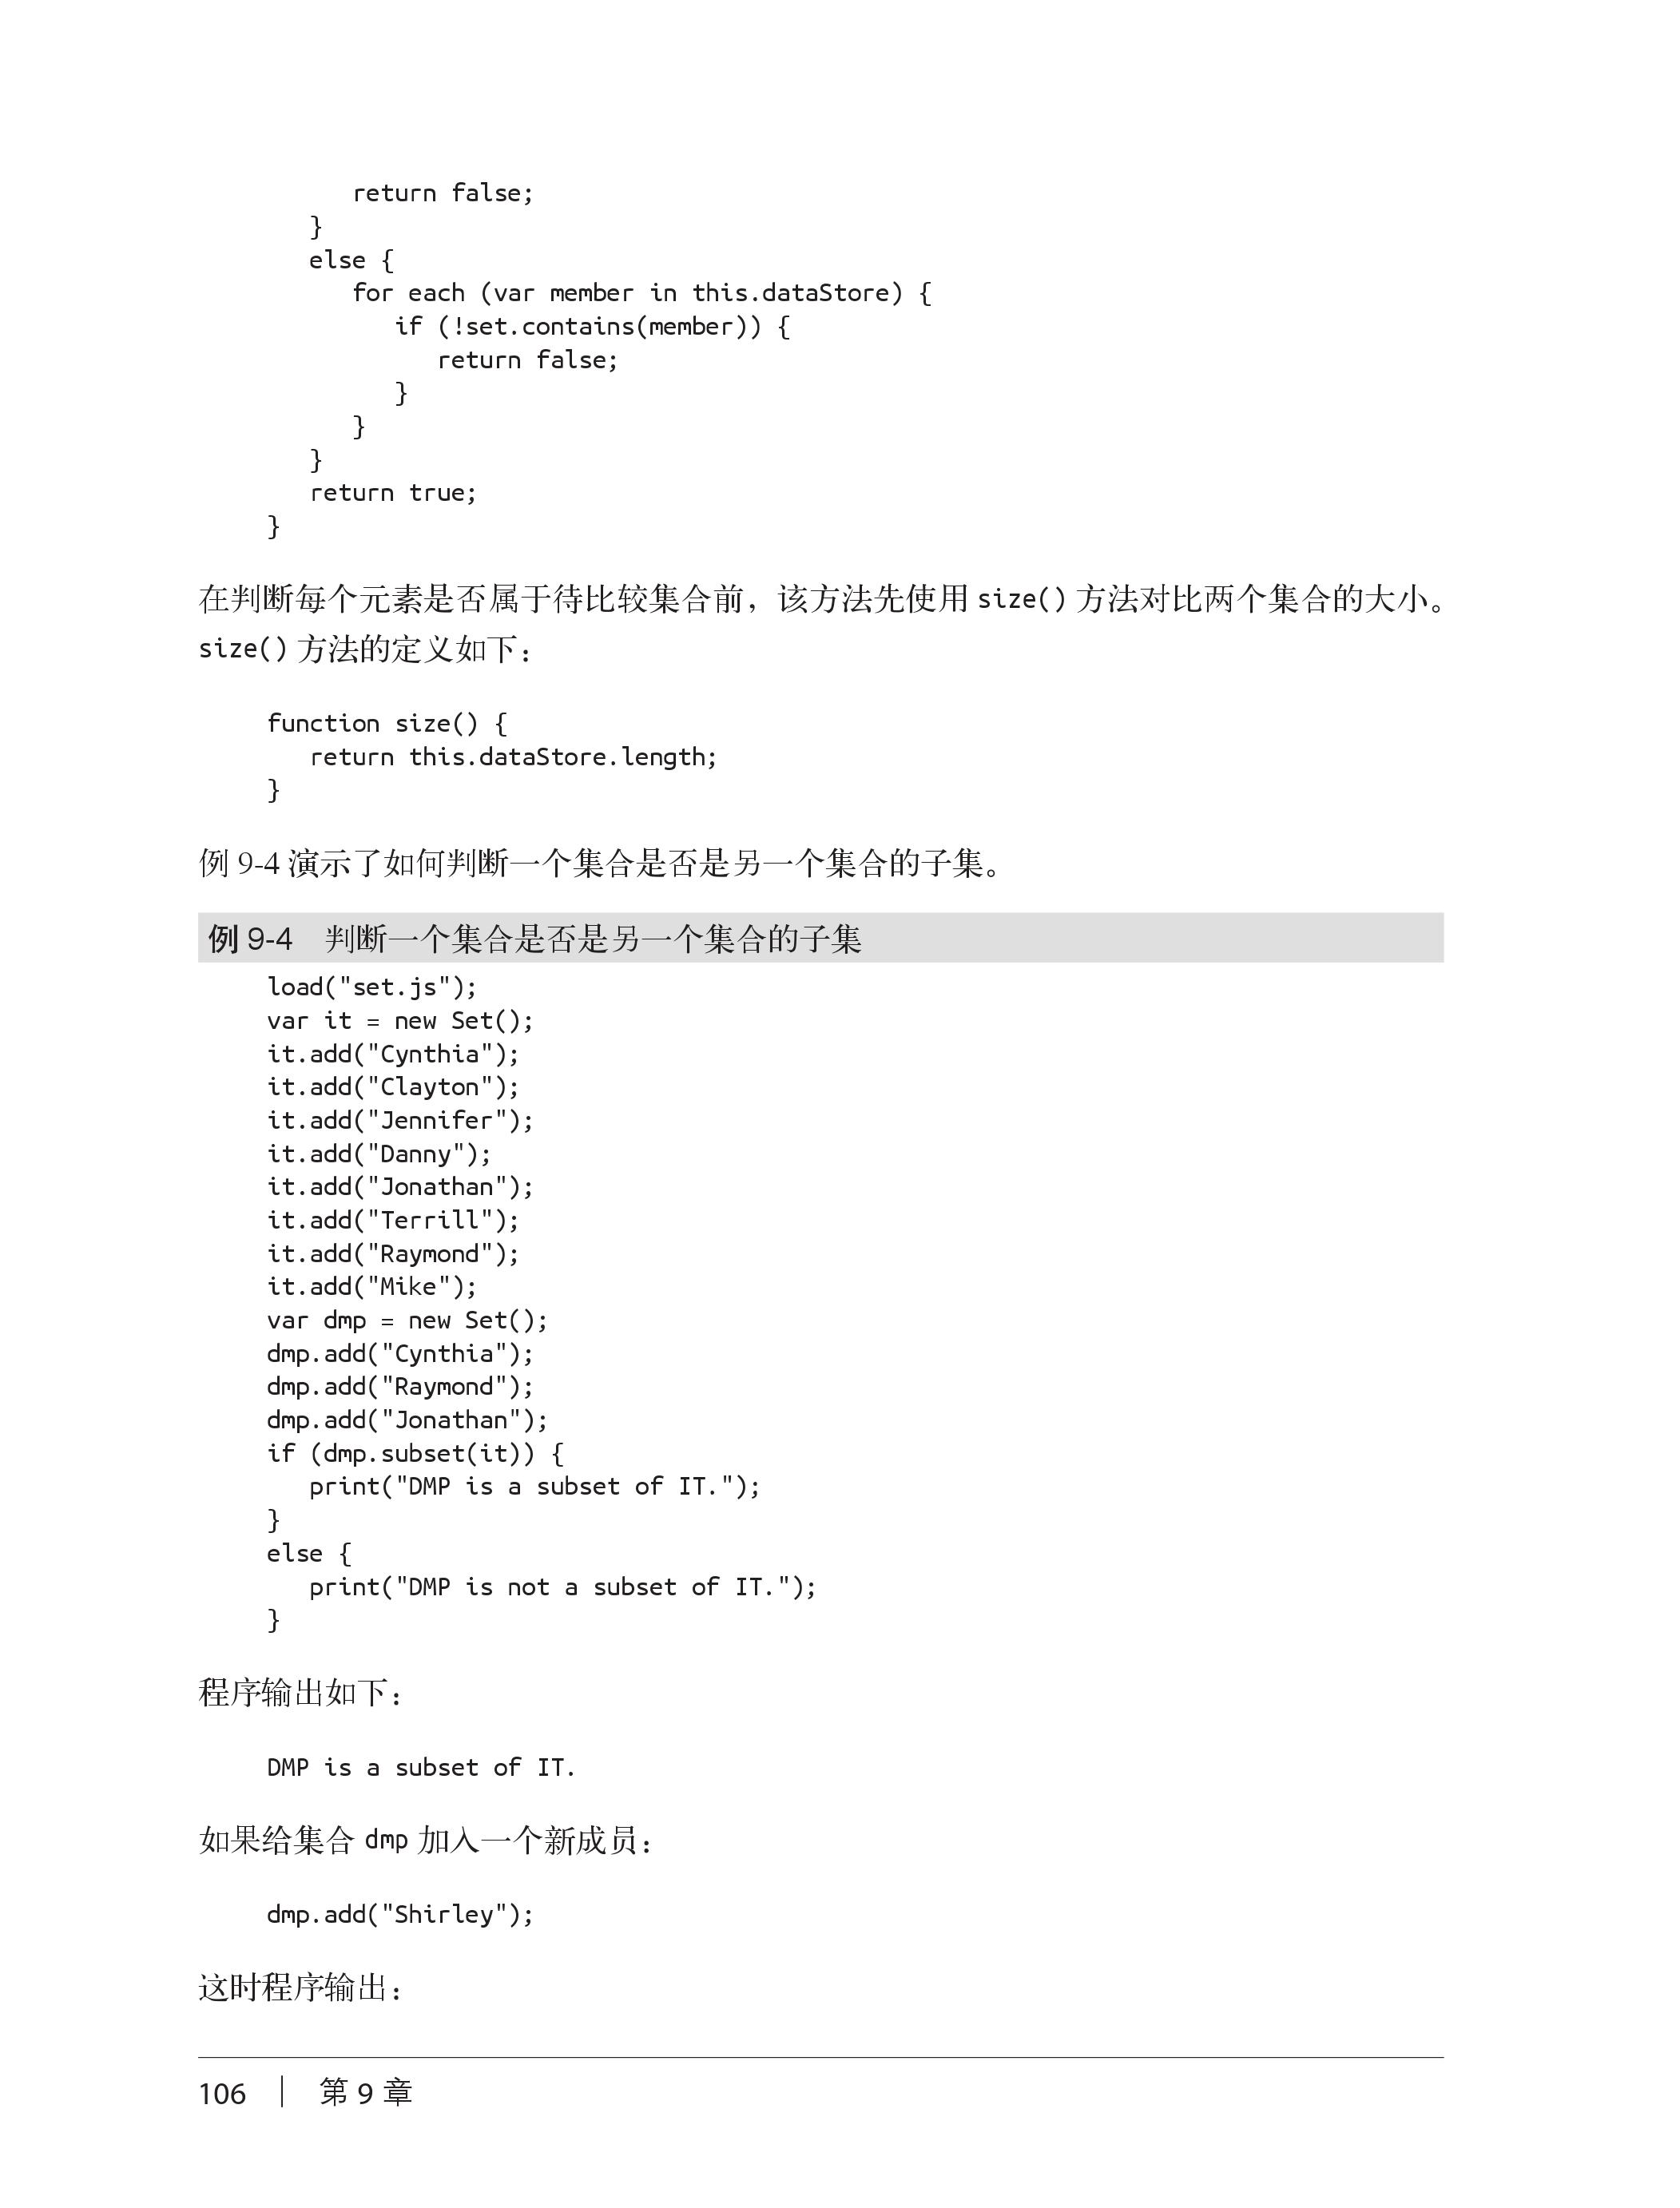 return false;
}
else {
for each (var member in this.dataStore) {
if (!set.contains(member)) {
return false;
}
}
}
return true;
}
在判断每个元素是否属于待比较集合前，该方法先使用 size() 方法对比两个集合的大小。
size() 方法的定义如下：
function size() {
return this.dataStore.length;
}
例 9-4 演示了如何判断一个集合是否是另一个集合的子集。
例 9-4 判断一个集合是否是另一个集合的子集
load("set.js");
var it = new Set();
it.add("Cynthia");
it.add("Clayton");
it.add("Jennifer");
it.add("Danny");
it.add("Jonathan");
it.add("Terrill");
it.add("Raymond");
it.add("Mike");
var dmp = new Set();
dmp.add("Cynthia");
dmp.add("Raymond");
dmp.add("Jonathan");
if (dmp.subset(it)) {
print("DMP is a subset of IT.");
}
else {
print("DMP is not a subset of IT.");
}
程序输出如下：
DMP is a subset of IT.
如果给集合 dmp 加入一个新成员：
dmp.add("Shirley");
这时程序输出：
106 | 第 9 章